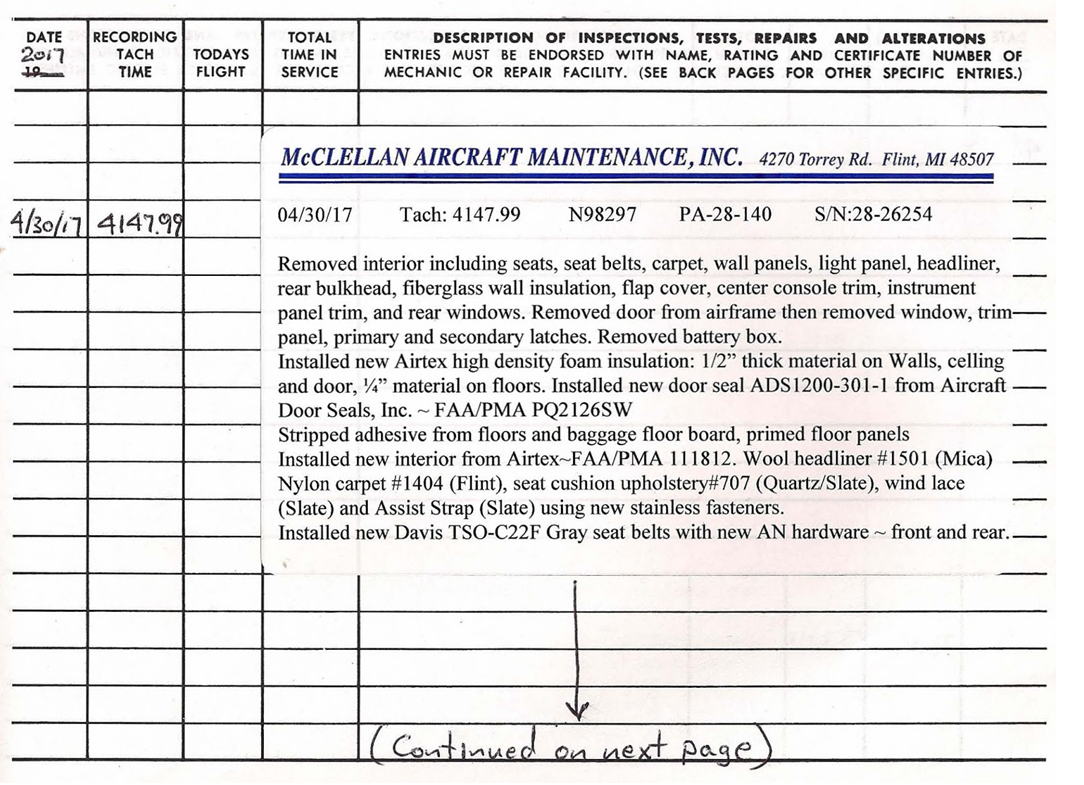 DATE
2017
19
RECORDING
TACH
TIME
TODAYS
FLIGHT
TOTAL
TIME IN
SERVICE
DESCRIPTION OF INSPECTIONS, TESTS, REPAIRS AND ALTERATIONS
ENTRIES MUST BE ENDORSED WITH NAME, RATING AND CERTIFICATE NUMBER OF
MECHANIC OR REPAIR FACILITY. (SEE BACK PAGES FOR OTHER SPECIFIC ENTRIES.)
McCLELLAN AIRCRAFT MAINTENANCE, INC. 4270 Torrey Rd. Flint, MI 48507
4/30/17 4147.99
04/30/17 Tach: 4147.99 N98297 PA-28-140 S/N:28-26254
Removed interior including seats, seat belts, carpet, wall panels, light panel, headliner,
rear bulkhead, fiberglass wall insulation, flap cover, center console trim, instrument
panel trim, and rear windows. Removed door from airframe then removed window, trim
panel, primary and secondary latches. Removed battery box.
Installed new Airtex high density foam insulation: 1/2” thick material on Walls, celling
and door, ¼” material on floors. Installed new door seal ADS1200-301-1 from Aircraft
Door Seals, Inc. ~ FAA/PMA PQ2126SW
Stripped adhesive from floors and baggage floor board, primed floor panels
Installed new interior from Airtex~FAA/PMA 111812. Wool headliner #1501 (Mica)
Nylon carpet #1404 (Flint), seat cushion upholstery#707 (Quartz/Slate), wind lace
(Slate) and Assist Strap (Slate) using new stainless fasteners.
Installed new Davis TSO-C22F Gray seat belts with new AN hardware ~ front and rear.
(Continued on next page)